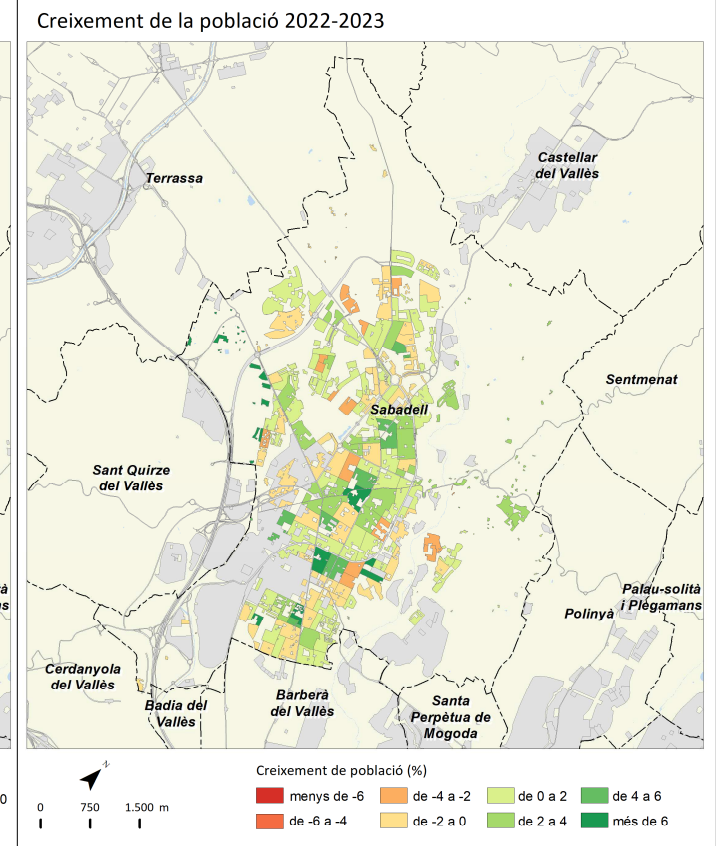 Creixement de la població 2022-2023
Castellar
del Vallès
Terrassa
Sentmenat
Sabadell
Sant Quirze
del Vallès
à
ns
Palau-solità
i Plegamans
Polinyà
Cerdanyola
del Vallès
Badia del
Vallès
Barberà
del Vallès
Santa
Perpètua de
Mogoda
N
0
0 750 1.500 m
Creixement de població (%)
menys de -6
de -4 a -2
de 0 a 2
de 4 a 6
de -6 a -4
de -2 a 0
de 2 a 4
més de 6